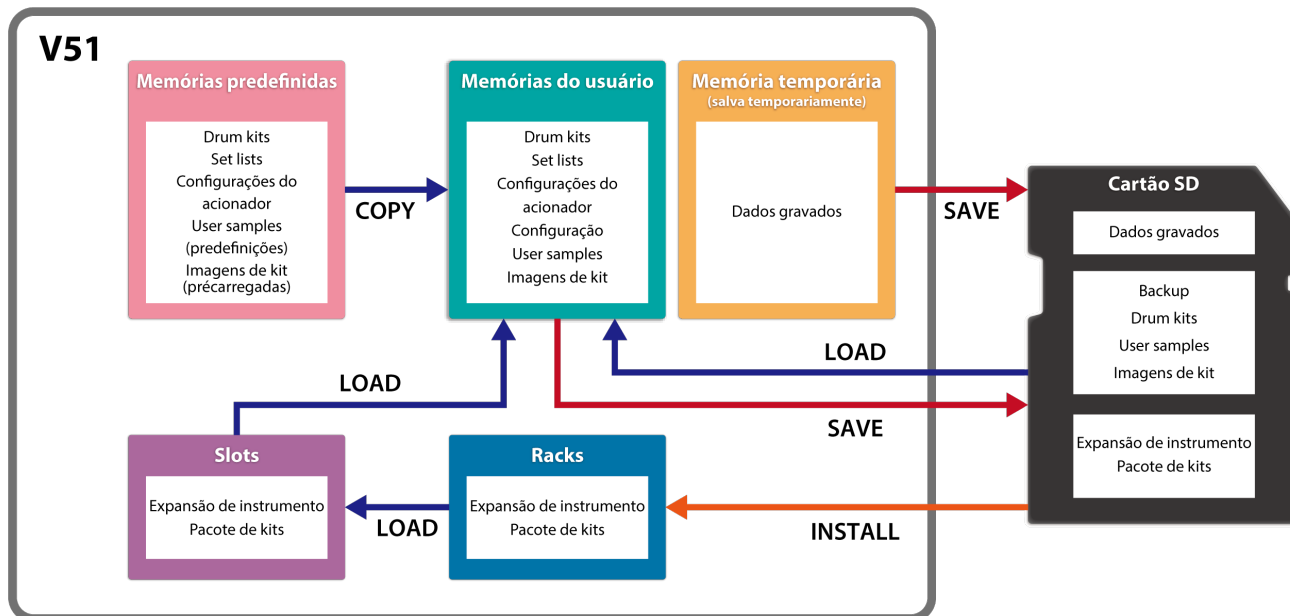 V51
Memórias predefinidas
Drum kits
Set lists
Configurações do
acionador
User samples
(predefinições)
Imagens de kit
(précarregadas)
COPY
Memórias do usuário
Drum kits
Set lists
Configurações do
acionador
Configuração
User samples
Imagens de kit
Memória temporária
(salva temporariamente)
Dados gravados
SAVE
Cartão SD
Dados gravados
Backup
Drum kits
User samples
Imagens de kit
Expansão de instrumento
Pacote de kits
LOAD
LOAD
SAVE
Slots
Expansão de instrumento
Pacote de kits
LOAD
Racks
Expansão de instrumento
Pacote de kits
INSTALL